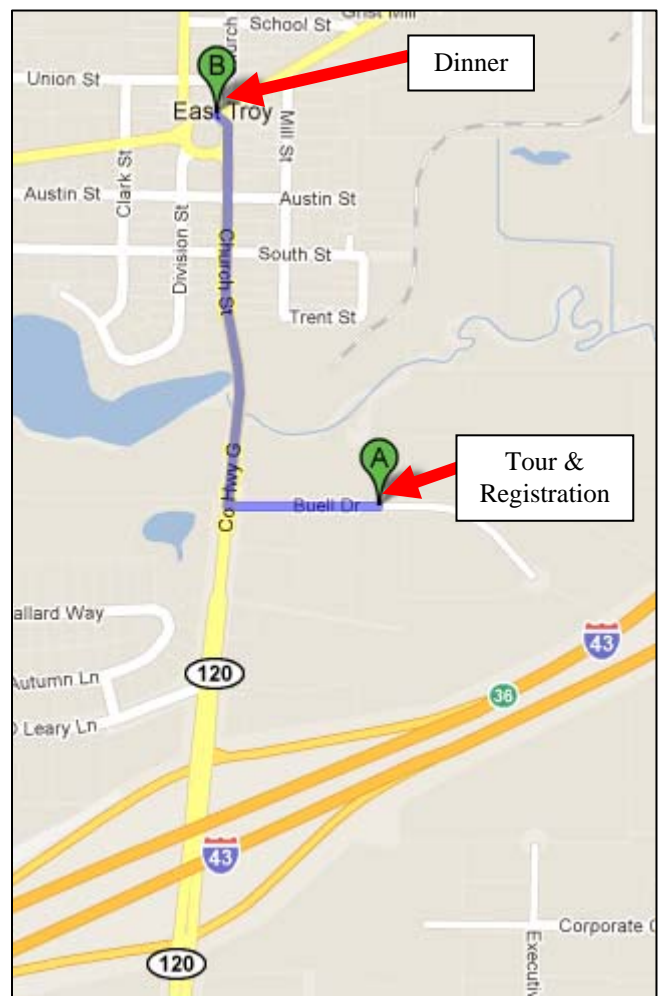 School St
Grist Mill
Church
Union St
B
Dinner
East Troy
Mill St
Clark St
Austin St
Austin St
Division St
Church St
South St
Trent St
A
Tour &
Registration
Co Hwy G
Buell Dr
allard Way
43
Autumn Ln
120
36
O Leary Ln
43
Corporate C
Executive
120